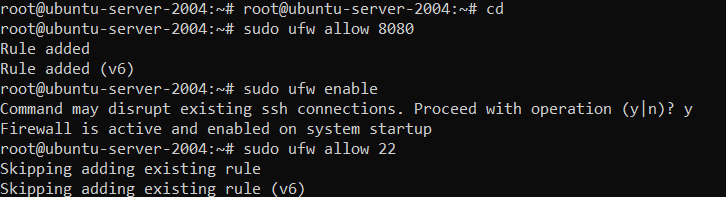 root@ubuntu-server-2004:~# root@ubuntu-server-2004:~# cd
root@ubuntu-server-2004:~# sudo ufw allow 8080
Rule added
Rule added (v6)
root@ubuntu-server-2004:~# sudo ufw enable
Command may disrupt existing ssh connections. Proceed with operation (y|n)? y
Firewall is active and enabled on system startup
root@ubuntu-server-2004:~# sudo ufw allow 22
Skipping adding existing rule
Skipping adding existing rule (v6)